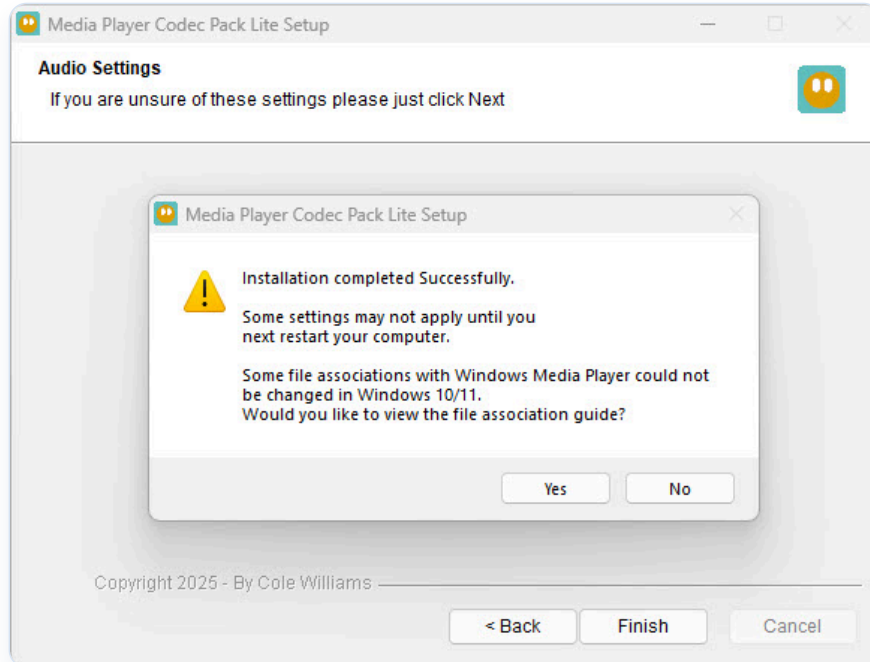 Media Player Codec Pack Lite Setup
Audio Settings
If you are unsure of these settings please just click Next
Media Player Codec Pack Lite Setup
Installation completed Successfully.
Some settings may not apply until you
next restart your computer.
Some file associations with Windows Media Player could not
be changed in Windows 10/11.
Would you like to view the file association guide?
Yes No
Copyright 2025 - By Cole Williams
< Back Finish Cancel